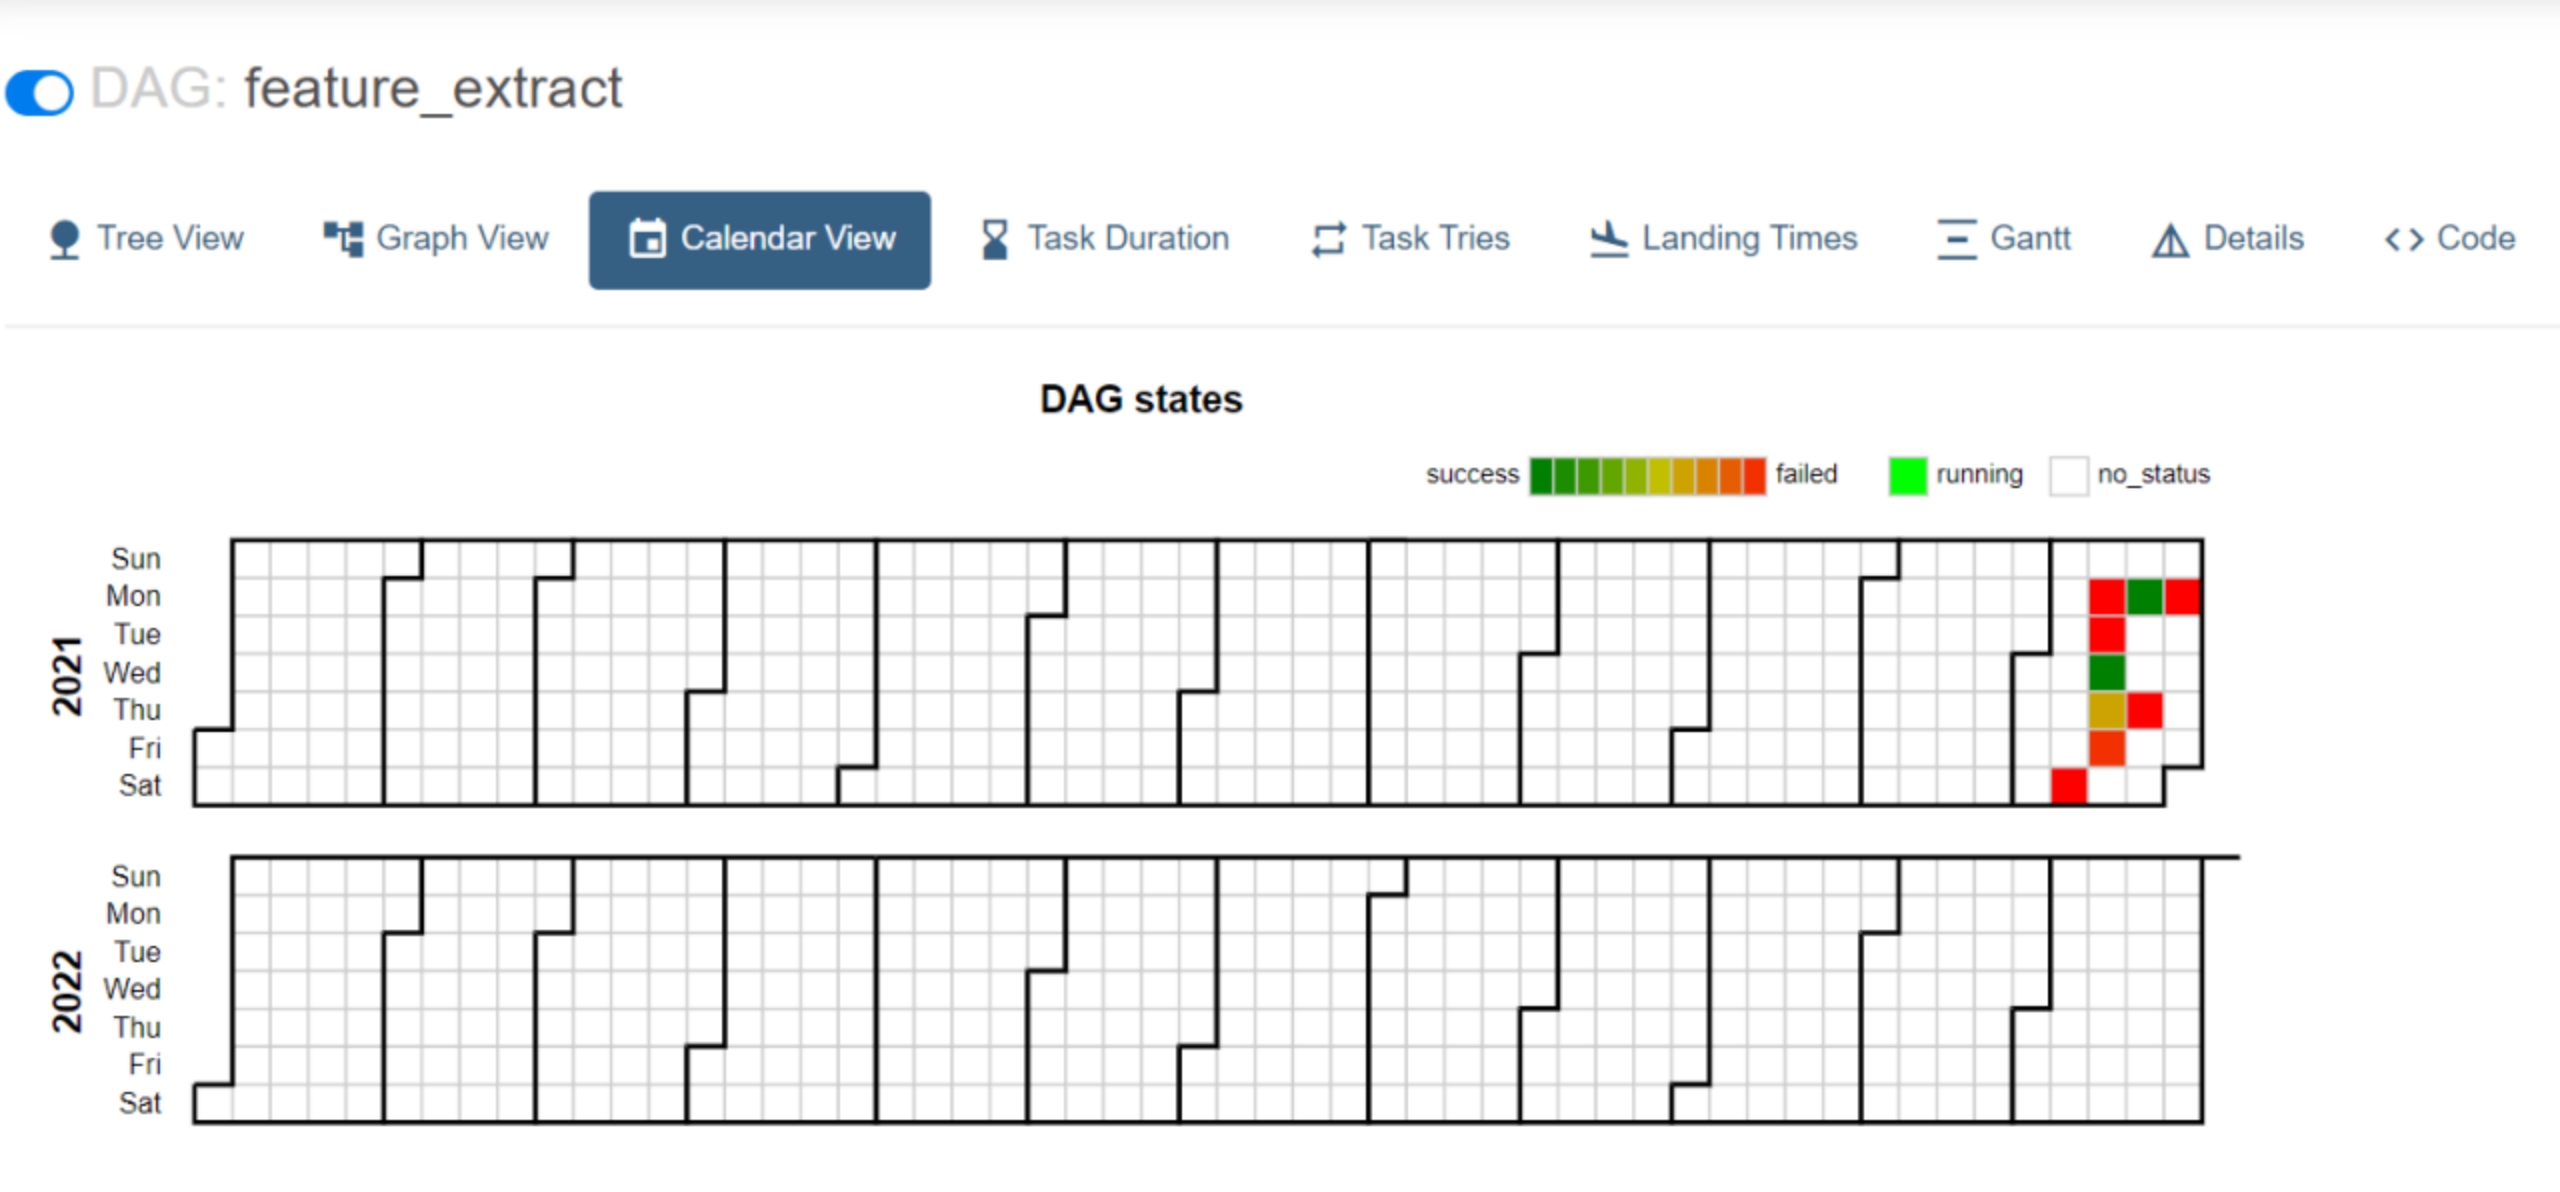 DAG: feature_extract
Tree View Graph View Calendar View Task Duration Task Tries Landing Times Gantt Details <> Code
DAG states
success failed running no_status
2021
Sun
Mon
Tue
Wed
Thu
Fri
Sat
2022
Sun
Mon
Tue
Wed
Thu
Fri
Sat